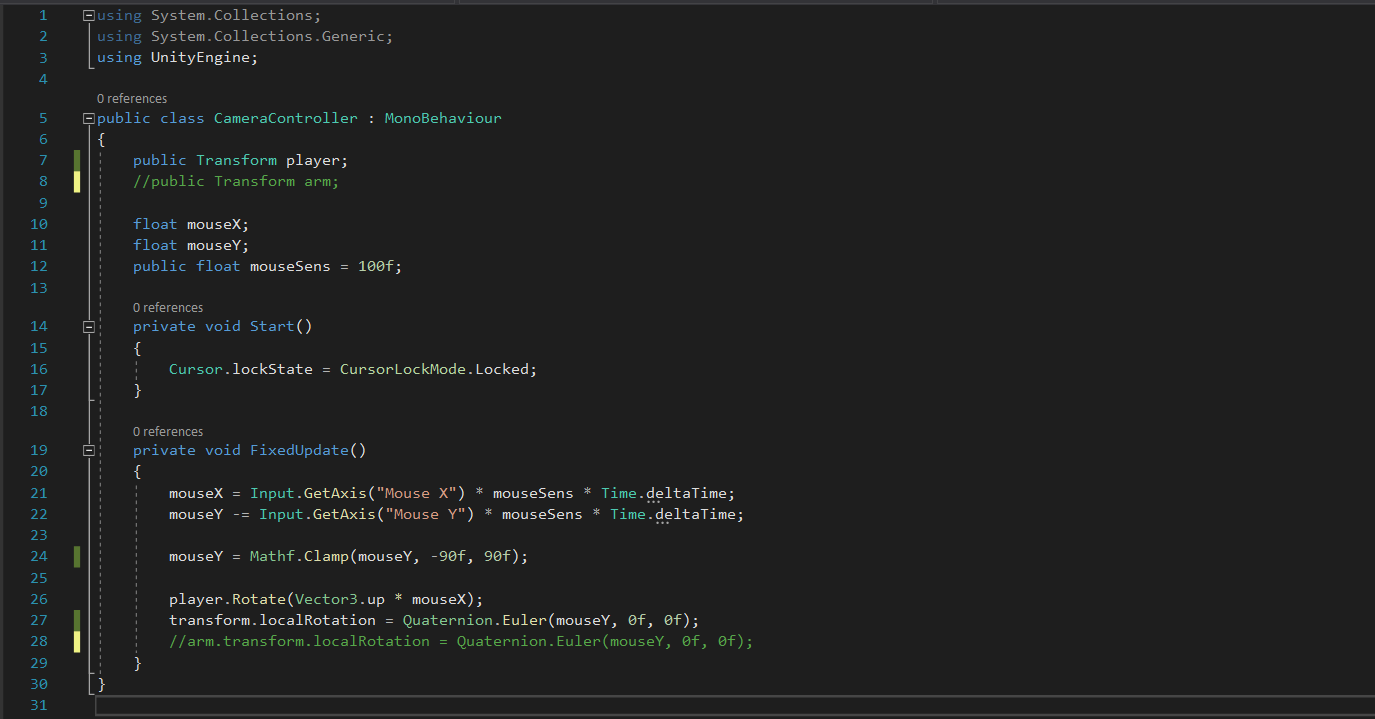 1 using System.Collections;
2 using System.Collections.Generic;
3 using UnityEngine;
4
0 references
5 public class CameraController : MonoBehaviour
6 {
7 public Transform player;
8 //public Transform arm;
9
10 float mouseX;
11 float mouseY;
12 public float mouseSens = 100f;
13
0 references
14 private void Start()
15 {
16 Cursor.lockState = CursorLockMode.Locked;
17 }
18
0 references
19 private void FixedUpdate()
20 {
21 mouseX = Input.GetAxis("Mouse X") * mouseSens * Time.deltaTime;
22 mouseY -= Input.GetAxis("Mouse Y") * mouseSens * Time.deltaTime;
23
24 mouseY = Mathf.Clamp(mouseY, -90f, 90f);
25
26 player.Rotate(Vector3.up * mouseX);
27 transform.localRotation = Quaternion.Euler(mouseY, 0f, 0f);
28 //arm.transform.localRotation = Quaternion.Euler(mouseY, 0f, 0f);
29 }
30 }
31